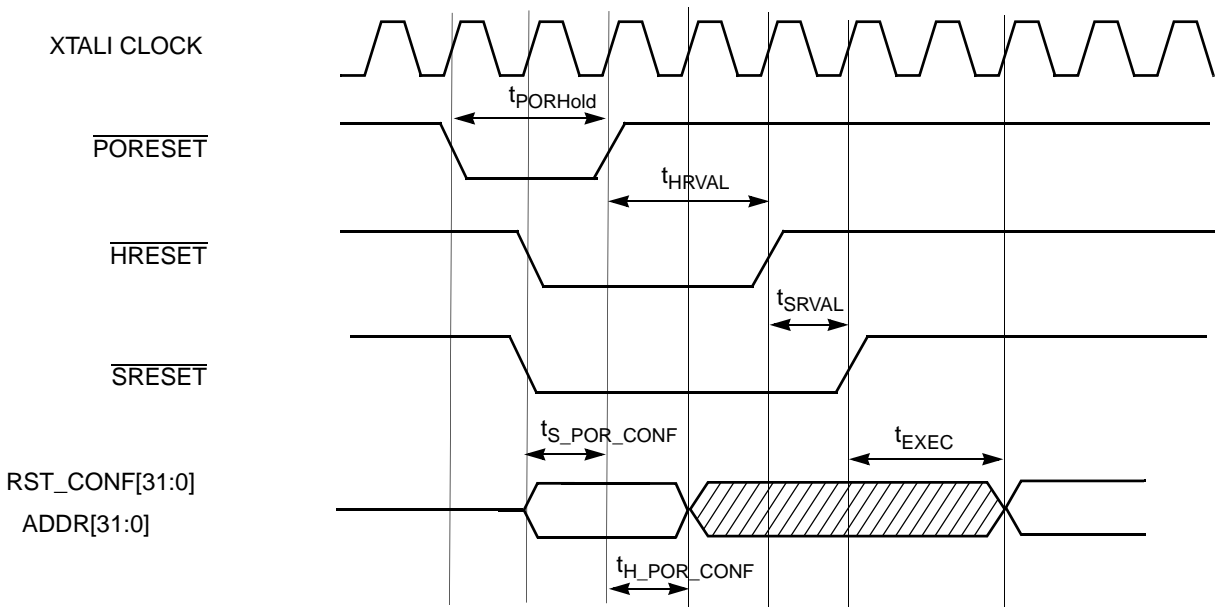 XTALI CLOCK
tPORHold
PORESET
tHRVAL
HRESET
tSRVAL
SRESET
tS_POR_CONF
tEXEC
RST_CONF[31:0]
ADDR[31:0]
tH_POR_CONF